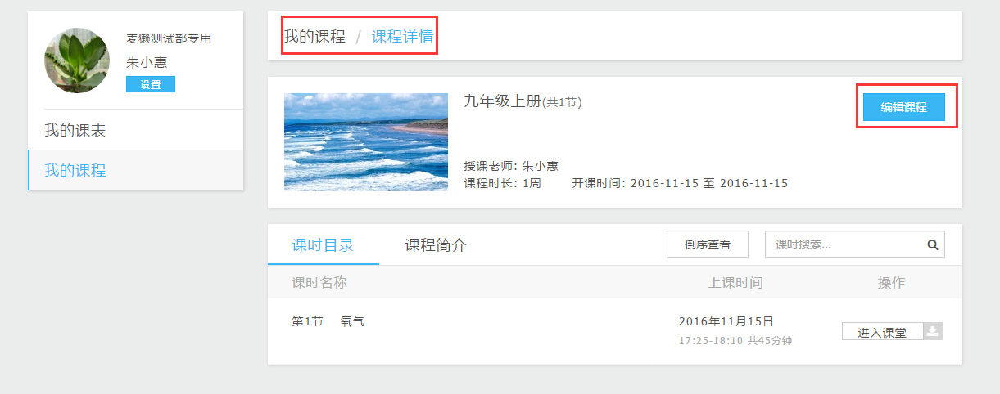 麦獭测试部专用
朱小惠
设置
我的课表
我的课程
我的课程 / 课程详情
九年级上册(共1节)
编辑课程
授课老师: 朱小惠
课程时长: 1周 开课时间: 2016-11-15 至 2016-11-15
课时目录 课程简介 倒序查看 课时搜索...
课时名称 上课时间 操作
第1节 氧气 2016年11月15日
17:25-18:10 共45分钟
进入课堂